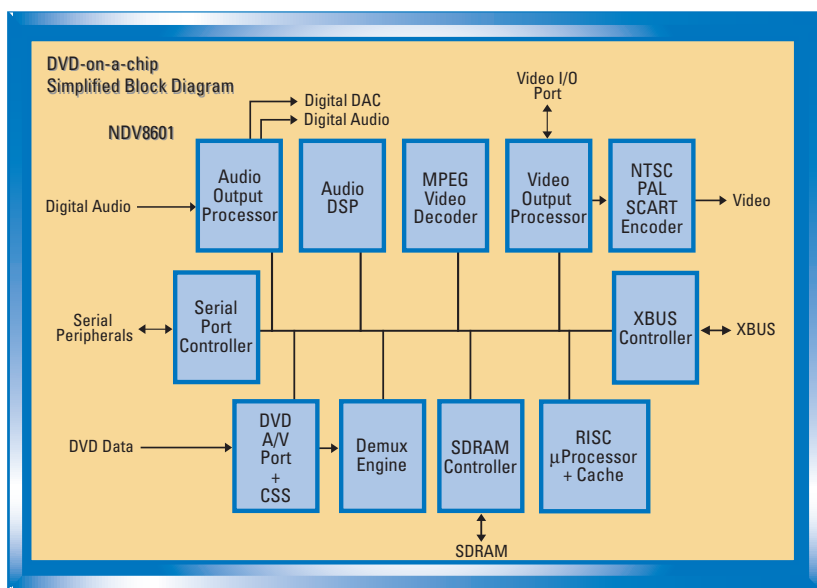 DVD-on-a-chip
Simplified Block Diagram
NDV8601
Digital DAC
Digital Audio
Video I/O
Port
Digital Audio
Audio
Output
Processor
Audio
DSP
MPEG
Video
Decoder
Video
Output
Processor
NTSC
PAL
SCART
Encoder
Video
Serial
Peripherals
Serial
Port
Controller
XBUS
Controller
XBUS
DVD Data
DVD
A/V
Port
+
CSS
Demux
Engine
SDRAM
Controller
RISC
µProcessor
+ Cache
SDRAM